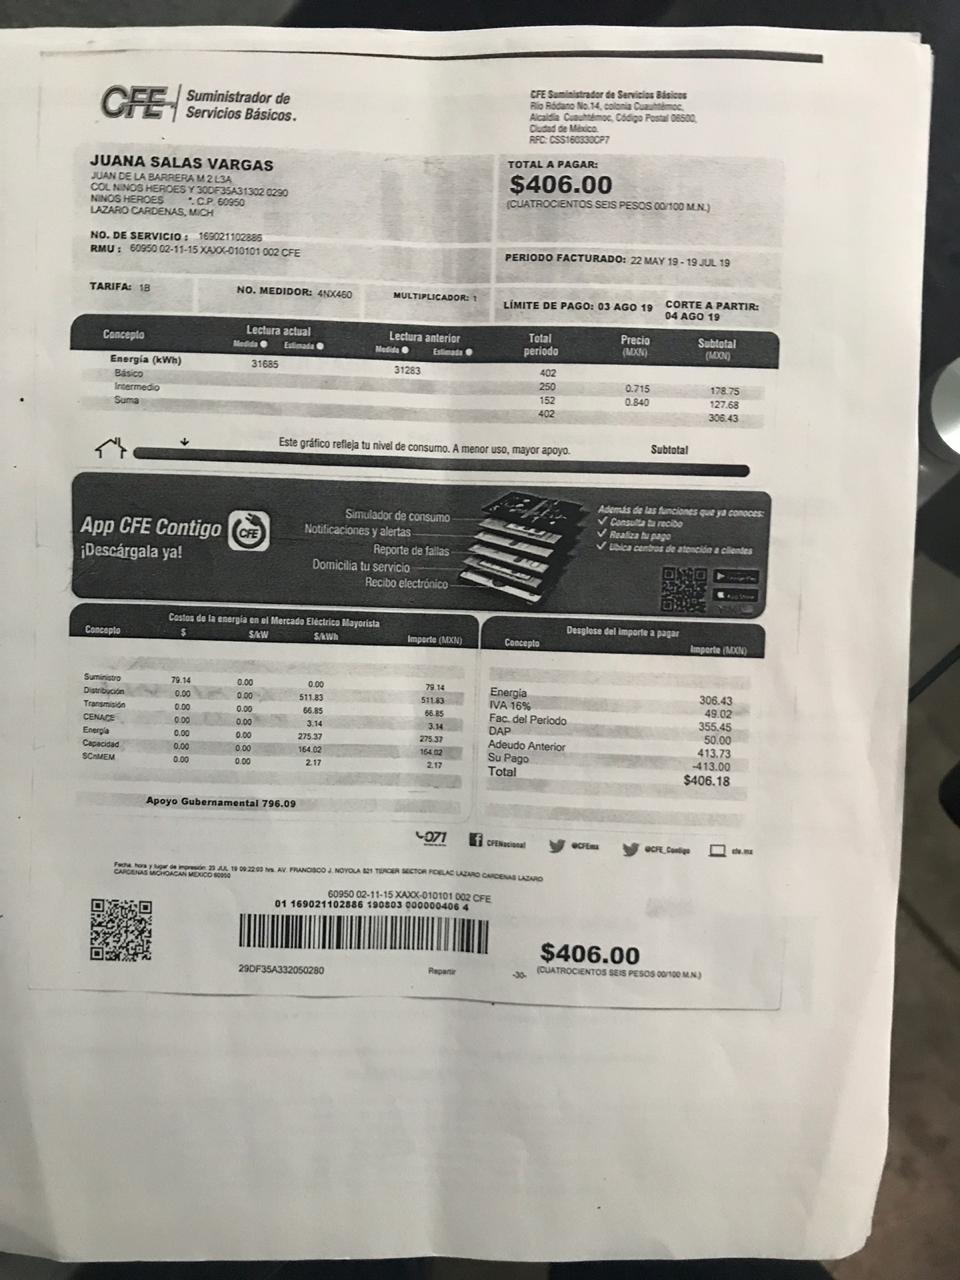 CFE Suministrador de
Servicios Básicos.
CFE Suministrador de Servicios Básicos
Río Ródano No.14, colonia Cuauhtémoc,
Alcaldía Cuauhtémoc, Código Postal 06500,
Ciudad de México.
RFC: CSS160330CP7
JUANA SALAS VARGAS
JUAN DE LA BARRERA M 2 L3A
COL NINOS HEROES Y 30DF35A31302 0290
NINOS HEROES *. C.P. 60950
LAZARO CARDENAS, MICH
NO. DE SERVICIO : 169021102886
RMU : 60950 02-11-15 XAXX-010101 002 CFE
TOTAL A PAGAR:
$406.00
(CUATROCIENTOS SEIS PESOS 00/100 M.N.)
PERIODO FACTURADO: 22 MAY 19 - 19 JUL 19
TARIFA: 1B NO. MEDIDOR: 4NX460 MULTIPLICADOR: 1
LÍMITE DE PAGO: 03 AGO 19 CORTE A PARTIR:
04 AGO 19
Concepto Lectura actual Lectura anterior Total periodo Precio (MXN) Subtotal (MXN)
Medida Estimada Medida Estimada
Energía (kWh) 31685 31283 402
Básico 250 0.715 178.75
Intermedio 152 0.840 127.68
Suma 402 306.43
Este gráfico refleja tu nivel de consumo. A menor uso, mayor apoyo. Subtotal
App CFE Contigo CFE
¡Descárgala ya!
Simulador de consumo
Notificaciones y alertas
Reporte de fallas
Domicilia tu servicio
Recibo electrónico
Además de las funciones que ya conoces:
✓ Consulta tu recibo
✓ Realiza tu pago
✓ Ubica centros de atención a clientes
App Store
Costos de la energía en el Mercado Eléctrico Mayorista
Concepto $ $/kW $/kWh Importe (MXN)
Suministro 79.14 0.00 0.00 79.14
Distribución 0.00 0.00 511.83 511.83
Transmisión 0.00 0.00 66.85 66.85
CENACE 0.00 0.00 3.14 3.14
Energía 0.00 0.00 275.37 275.37
Capacidad 0.00 0.00 164.02 164.02
SCnMEM 0.00 0.00 2.17 2.17
Apoyo Gubernamental 796.09
Desglose del importe a pagar
Concepto Importe (MXN)
Energía 306.43
IVA 16% 49.02
Fac. del Periodo 355.45
DAP 50.00
Adeudo Anterior 413.73
Su Pago -413.00
Total $406.18
071 CFENacional @CFEmx @CFE_Contigo cfe.mx
Fecha, hora y lugar de impresión: 23 JUL 19 09:22:03 hrs. AV. FRANCISCO J. NOYOLA 821 TERCER SECTOR FIDELAC LAZARO CARDENAS LAZARO
CARDENAS MICHOACAN MEXICO 60950
60950 02-11-15 XAXX-010101 002 CFE
01 169021102886 190803 000000406 4
29DF35A332050280 Repartir -30-
$406.00
(CUATROCIENTOS SEIS PESOS 00/100 M.N.)